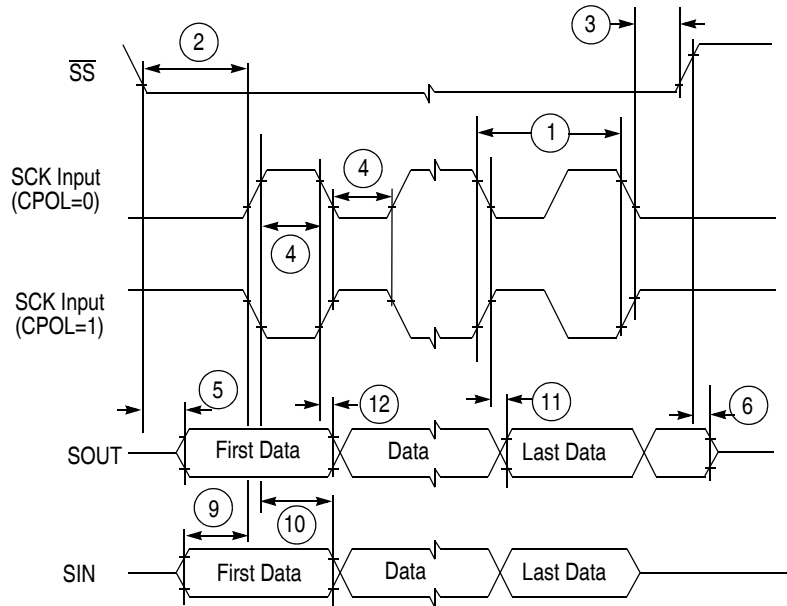 2
3
SS
1
SCK Input
(CPOL=0)
4
4
SCK Input
(CPOL=1)
5
12
11
6
SOUT
First Data
Data
Last Data
9
10
SIN
First Data
Data
Last Data